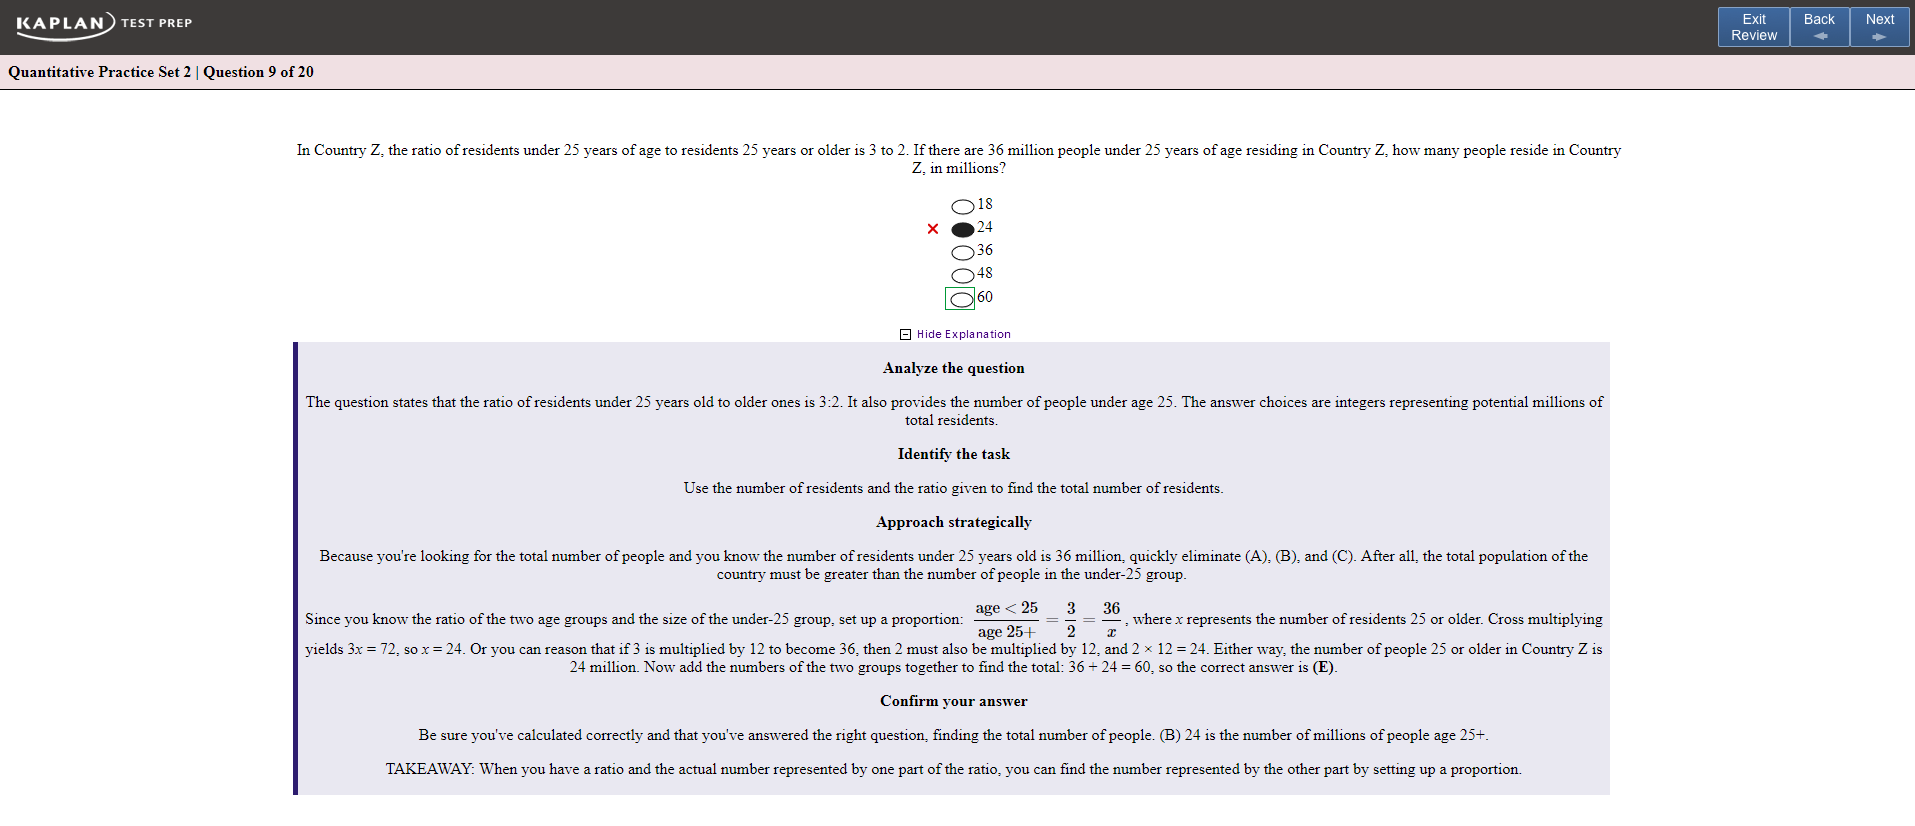 KAPLAN TEST PREP
Exit Review
Back
Next
Quantitative Practice Set 2 | Question 9 of 20
In Country Z, the ratio of residents under 25 years of age to residents 25 years or older is 3 to 2. If there are 36 million people under 25 years of age residing in Country Z, how many people reside in Country
Z, in millions?
18
24
36
48
60
Hide Explanation
Analyze the question
The question states that the ratio of residents under 25 years old to older ones is 3:2. It also provides the number of people under age 25. The answer choices are integers representing potential millions of
total residents.
Identify the task
Use the number of residents and the ratio given to find the total number of residents.
Approach strategically
Because you're looking for the total number of people and you know the number of residents under 25 years old is 36 million, quickly eliminate (A), (B), and (C). After all, the total population of the
country must be greater than the number of people in the under-25 group.
Since you know the ratio of the two age groups and the size of the under-25 group, set up a proportion: age < 25 / age 25+ = 3 / 2 = 36 / x , where x represents the number of residents 25 or older. Cross multiplying
yields 3x = 72, so x = 24. Or you can reason that if 3 is multiplied by 12 to become 36, then 2 must also be multiplied by 12, and 2 × 12 = 24. Either way, the number of people 25 or older in Country Z is
24 million. Now add the numbers of the two groups together to find the total: 36 + 24 = 60, so the correct answer is (E).
Confirm your answer
Be sure you've calculated correctly and that you've answered the right question, finding the total number of people. (B) 24 is the number of millions of people age 25+.
TAKEAWAY: When you have a ratio and the actual number represented by one part of the ratio, you can find the number represented by the other part by setting up a proportion.